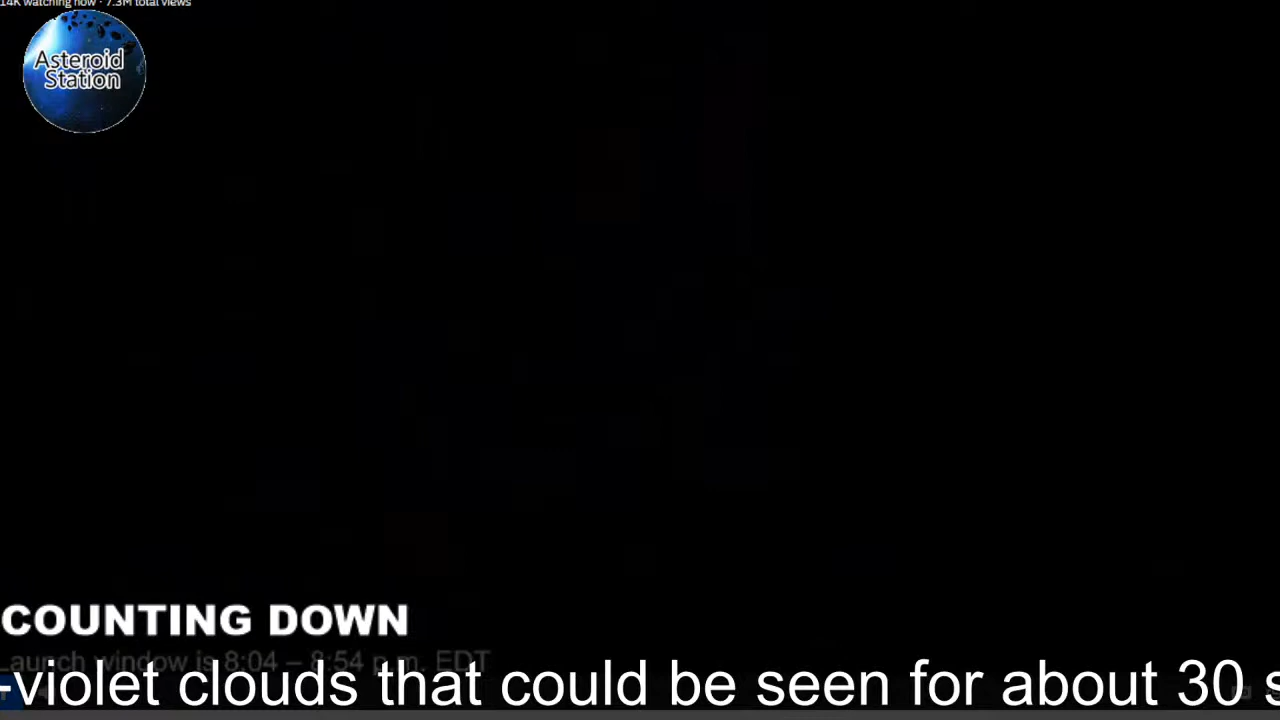 14K watching now · 7.3M total views
Asteroid
Station
COUNTING DOWN
Launch window is 8:04 – 8:54 p.m. EDT
-violet clouds that could be seen for about 30 s